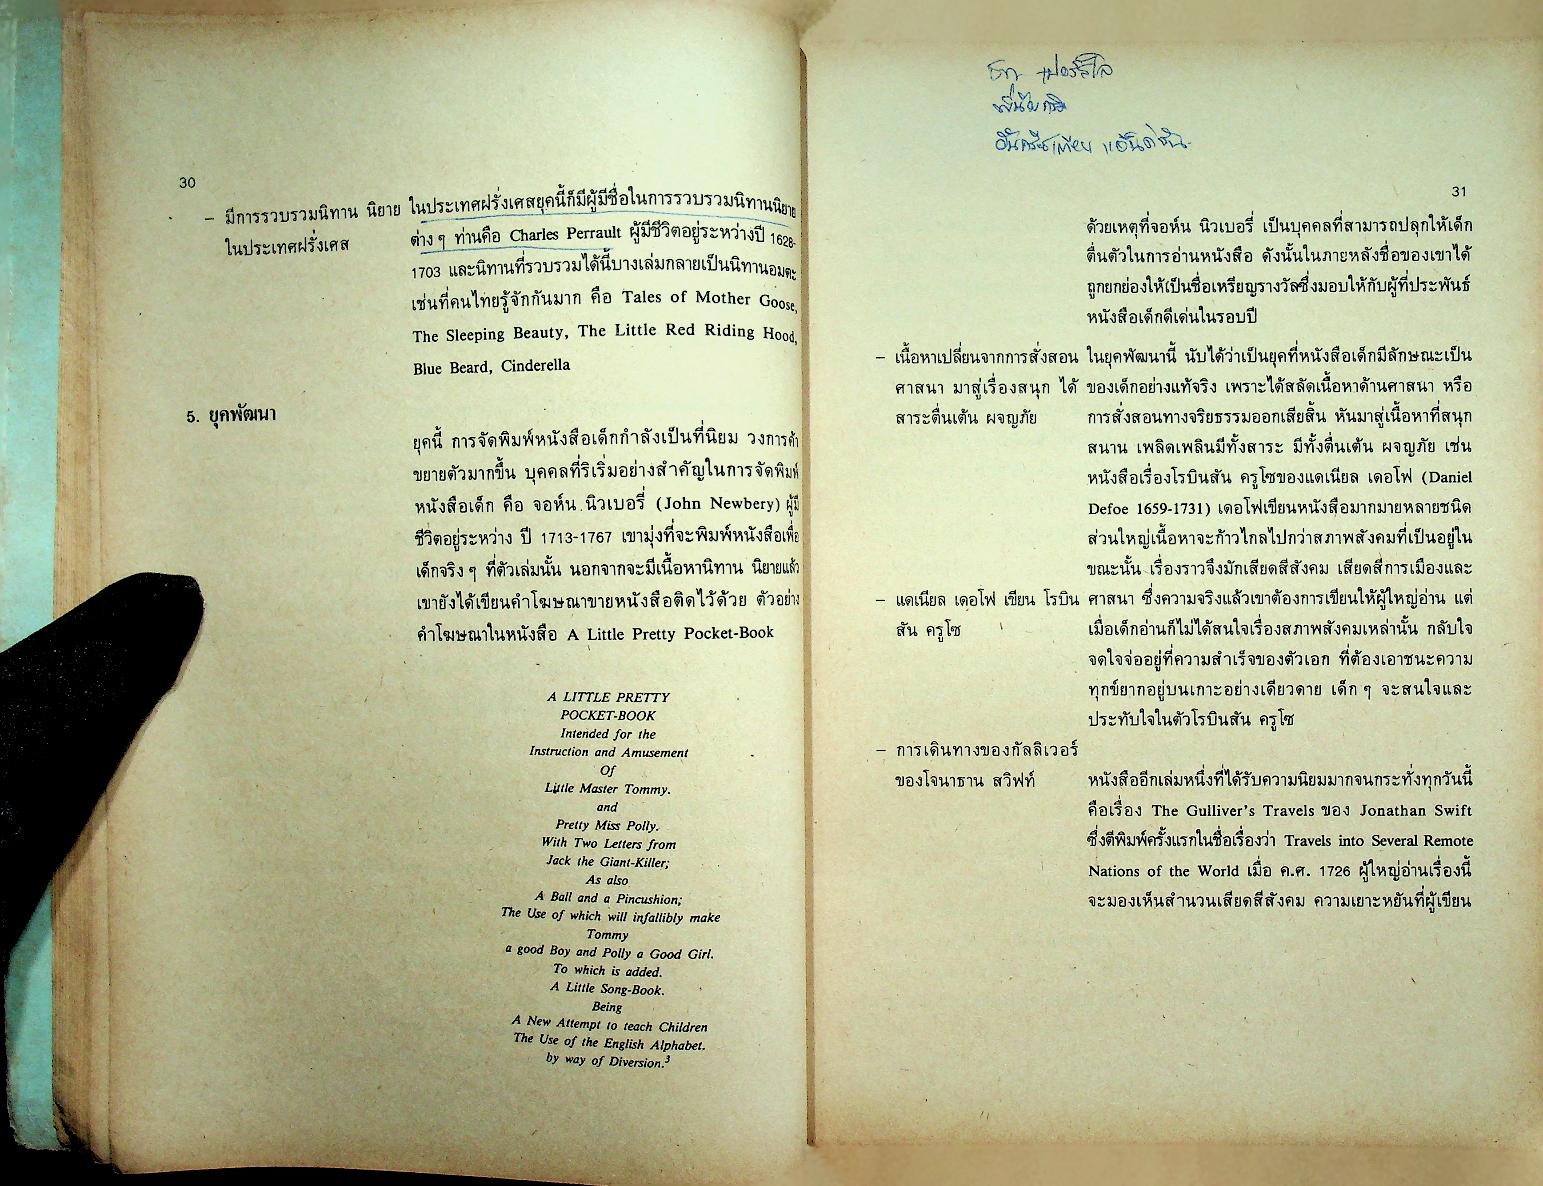 30
– มีการรวบรวมนิทาน นิยาย
ในประเทศฝรั่งเศส
ในประเทศฝรั่งเศสยุคนี้ก็มีผู้มีชื่อในการรวบรวมนิทานนิยาย
ต่าง ๆ ท่านคือ Charles Perrault ผู้มีชีวิตอยู่ระหว่างปี 1628-
1703 และนิทานที่รวบรวมได้นี้บางเล่มกลายเป็นนิทานอมตะ
เช่นที่คนไทยรู้จักกันมาก คือ Tales of Mother Goose,
The Sleeping Beauty, The Little Red Riding Hood,
Blue Beard, Cinderella
5. ยุคพัฒนา
ยุคนี้ การจัดพิมพ์หนังสือเด็กกำลังเป็นที่นิยม วงการค้า
ขยายตัวมากขึ้น บุคคลที่ริเริ่มอย่างสำคัญในการจัดพิมพ์
หนังสือเด็ก คือ จอห์น นิวเบอรี่ (John Newbery) ผู้มี
ชีวิตอยู่ระหว่าง ปี 1713-1767 เขามุ่งที่จะพิมพ์หนังสือเพื่อ
เด็กจริง ๆ ที่ตัวเล่มนั้น นอกจากจะมีเนื้อหานิทาน นิยายแล้ว
เขายังได้เขียนคำโฆษณาขายหนังสือติดไว้ด้วย ตัวอย่าง
คำโฆษณาในหนังสือ A Little Pretty Pocket-Book
A LITTLE PRETTY
POCKET-BOOK
Intended for the
Instruction and Amusement
Of
Little Master Tommy.
and
Pretty Miss Polly.
With Two Letters from
Jack the Giant-Killer;
As also
A Ball and a Pincushion;
The Use of which will infallibly make
Tommy
a good Boy and Polly a Good Girl.
To which is added.
A Little Song-Book.
Being
A New Attempt to teach Children
The Use of the English Alphabet.
by way of Diversion.³
31
ด้วยเหตุที่จอห์น นิวเบอรี่ เป็นบุคคลที่สามารถปลุกให้เด็ก
ตื่นตัวในการอ่านหนังสือ ดังนั้นในภายหลังชื่อของเขาได้
ถูกยกย่องให้เป็นชื่อเหรียญรางวัลซึ่งมอบให้กับผู้ที่ประพันธ์
หนังสือเด็กดีเด่นในรอบปี
– เนื้อหาเปลี่ยนจากการสั่งสอน
ศาสนา มาสู่เรื่องสนุก ได้
สาระตื่นเต้น ผจญภัย
ในยุคพัฒนานี้ นับได้ว่าเป็นยุคที่หนังสือเด็กมีลักษณะเป็น
ของเด็กอย่างแท้จริง เพราะได้สลัดเนื้อหาด้านศาสนา หรือ
การสั่งสอนทางจริยธรรมออกเสียสิ้น หันมาสู่เนื้อหาที่สนุก
สนาน เพลิดเพลินมีทั้งสาระ มีทั้งตื่นเต้น ผจญภัย เช่น
หนังสือเรื่องโรบินสัน ครูโซของแดเนียล เดอโฟ (Daniel
Defoe 1659-1731) เดอโฟเขียนหนังสือมากมายหลายชนิด
ส่วนใหญ่เนื้อหาจะก้าวไกลไปกว่าสภาพสังคมที่เป็นอยู่ใน
ขณะนั้น เรื่องราวจึงมักเสียดสีสังคม เสียดสีการเมืองและ
– แดเนียล เดอโฟ เขียน โรบิน
สัน ครูโซ
ศาสนา ซึ่งความจริงแล้วเขาต้องการเขียนให้ผู้ใหญ่อ่าน แต่
เมื่อเด็กอ่านก็ไม่ได้สนใจเรื่องสภาพสังคมเหล่านั้น กลับใจ
จดใจจ่ออยู่ที่ความสำเร็จของตัวเอก ที่ต้องเอาชนะความ
ทุกข์ยากอยู่บนเกาะอย่างเดียวดาย เด็ก ๆ จะสนใจและ
ประทับใจในตัวโรบินสัน ครูโซ
– การเดินทางของกัลลิเวอร์
ของโจนาธาน สวิฟท์
หนังสืออีกเล่มหนึ่งที่ได้รับความนิยมมากจนกระทั่งทุกวันนี้
คือเรื่อง The Gulliver's Travels ของ Jonathan Swift
ซึ่งตีพิมพ์ครั้งแรกในชื่อเรื่องว่า Travels into Several Remote
Nations of the World เมื่อ ค.ศ. 1726 ผู้ใหญ่อ่านเรื่องนี้
จะมองเห็นสำนวนเสียดสีสังคม ความเยาะหยันที่ผู้เขียน